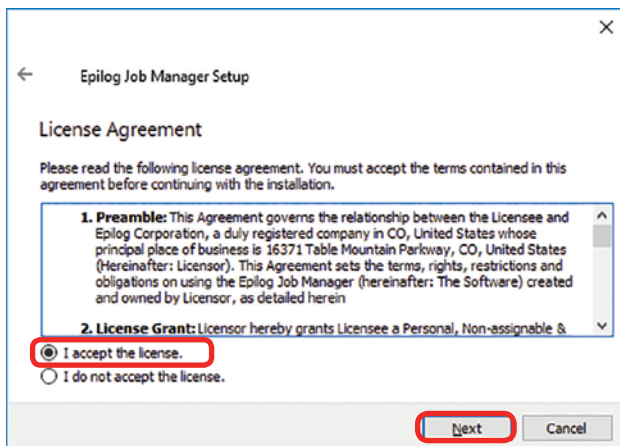 Epilog Job Manager Setup
License Agreement
Please read the following license agreement. You must accept the terms contained in this
agreement before continuing with the installation.
1. Preamble: This Agreement governs the relationship between the Licensee and
Epilog Corporation, a duly registered company in CO, United States whose
principal place of business is 16371 Table Mountain Parkway, CO, United States
(Hereinafter: Licensor). This Agreement sets the terms, rights, restrictions and
obligations on using the Epilog Job Manager (hereinafter: The Software) created
and owned by Licensor, as detailed herein
2. License Grant: Licensor hereby grants Licensee a Personal, Non-assignable &
I accept the license.
I do not accept the license.
Next Cancel